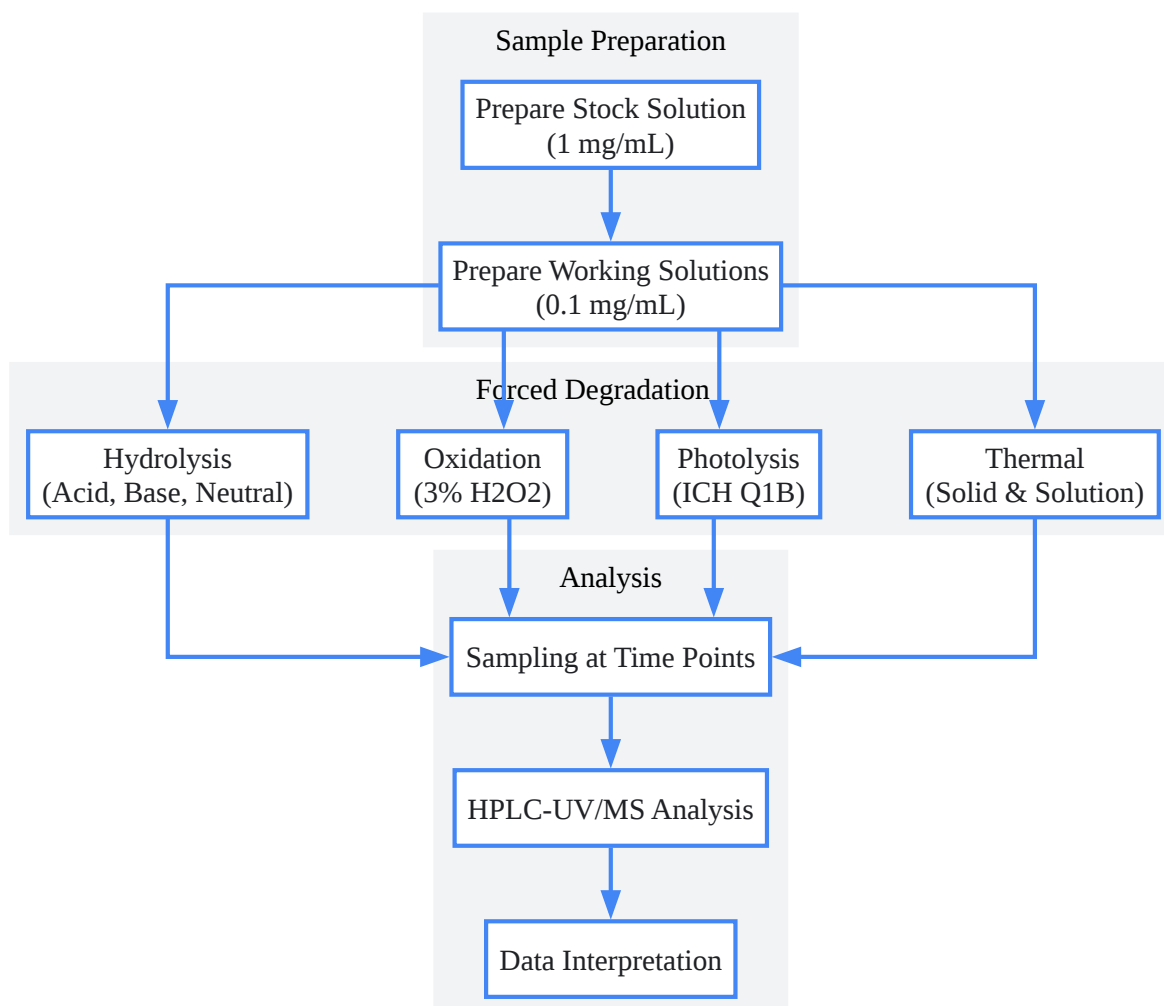 Sample Preparation
Prepare Stock Solution
(1 mg/mL)
Prepare Working Solutions
(0.1 mg/mL)
Forced Degradation
Hydrolysis
(Acid, Base, Neutral)
Oxidation
(3% H2O2)
Photolysis
(ICH Q1B)
Thermal
(Solid & Solution)
Analysis
Sampling at Time Points
HPLC-UV/MS Analysis
Data Interpretation